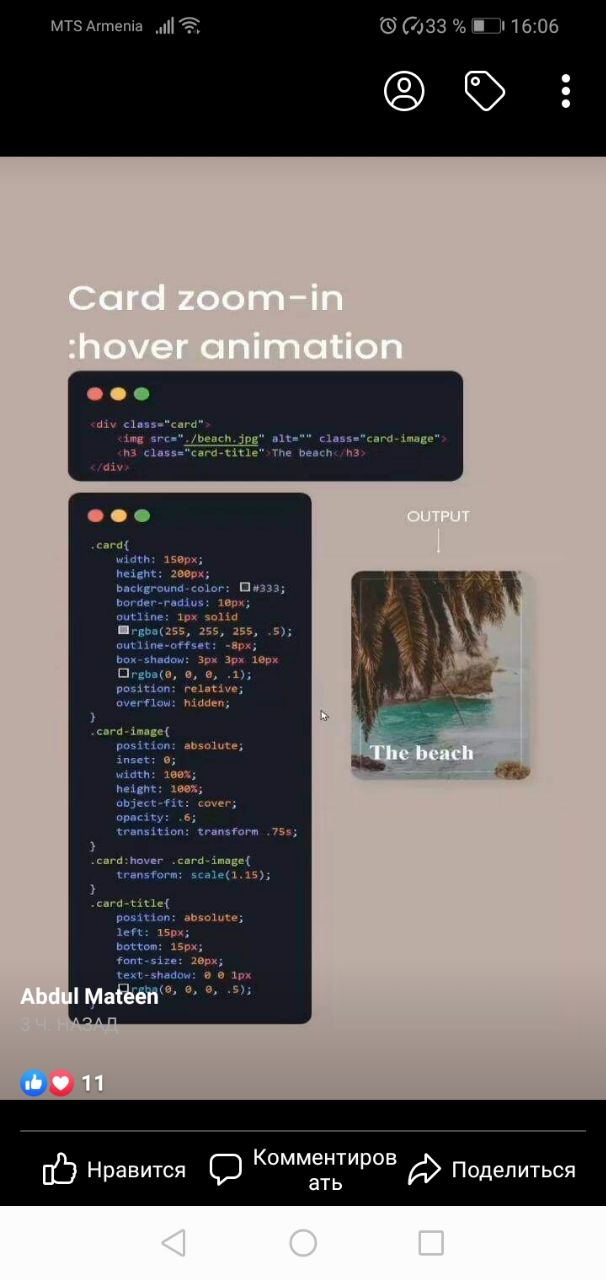 MTS Armenia 33 % 16:06
Card zoom-in
:hover animation
<div class="card">
<img src="./beach.jpg" alt="" class="card-image">
<h3 class="card-title">The beach</h3>
</div>
.card{
width: 150px;
height: 200px;
background-color: #333;
border-radius: 10px;
outline: 1px solid
rgba(255, 255, 255, .5);
outline-offset: -8px;
box-shadow: 3px 3px 10px
rgba(0, 0, 0, .1);
position: relative;
overflow: hidden;
}
.card-image{
position: absolute;
inset: 0;
width: 100%;
height: 100%;
object-fit: cover;
opacity: .6;
transition: transform .75s;
}
.card:hover .card-image{
transform: scale(1.15);
}
.card-title{
position: absolute;
left: 15px;
bottom: 15px;
font-size: 20px;
text-shadow: 0 0 1px
rgba(0, 0, 0, .5);
}
OUTPUT
The beach
Abdul Mateen
3 Ч. НАЗАД
11
Нравится
Комментиров
ать
Поделиться